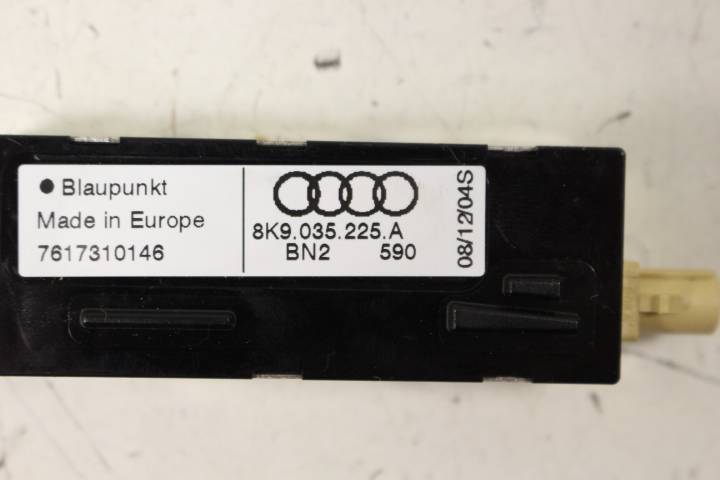 Blaupunkt
Made in Europe
7617310146
8K9.035.225.A
BN2 590
08/12/04S